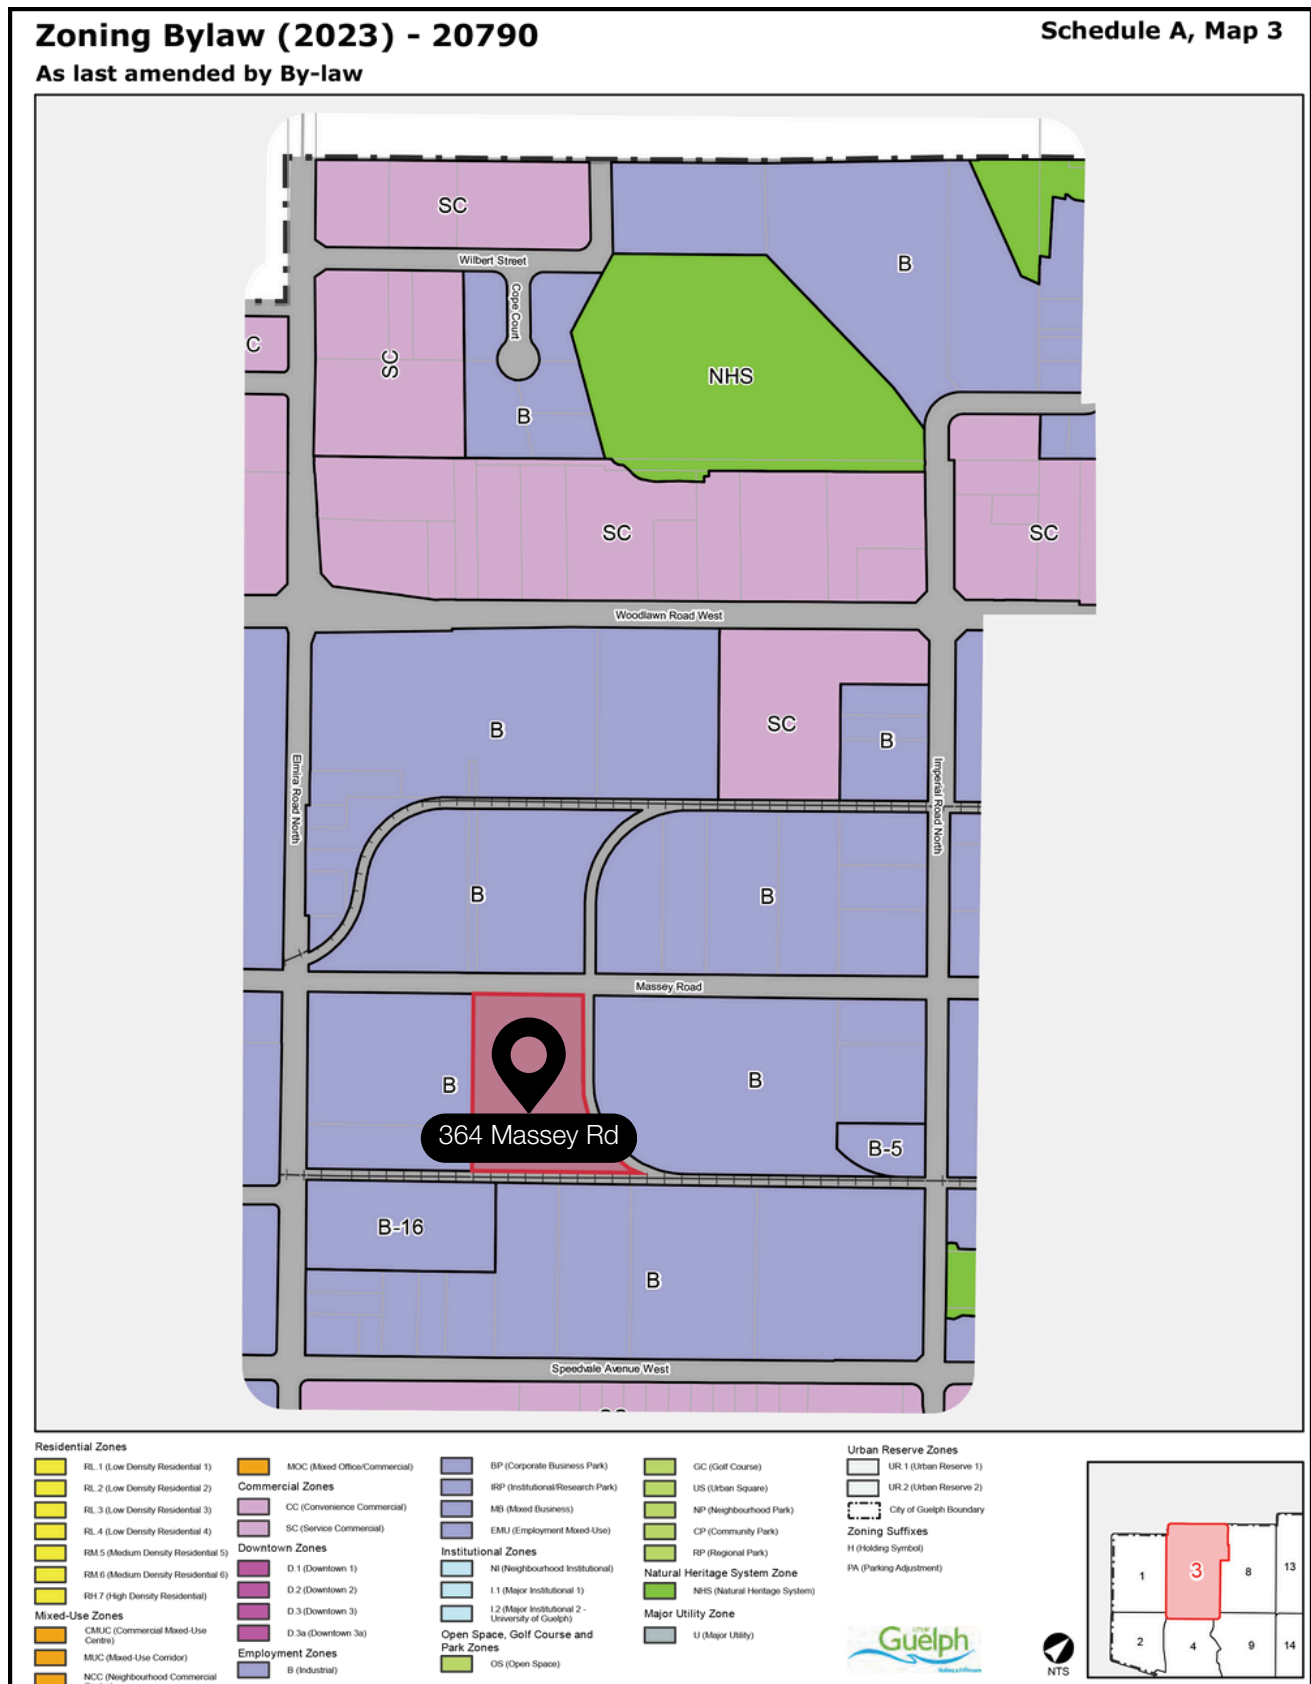 Zoning Bylaw (2023) - 20790
Schedule A, Map 3
As last amended by By-law
SC
Wilbert Street
Cope Court
B
C
SC
NHS
B
SC
SC
Woodlawn Road West
B
SC
B
Elmira Road North
Imperial Road North
B
B
Massey Road
B
B
364 Massey Rd
B-5
B-16
B
Speedvale Avenue West
Residential Zones
RL.1 (Low Density Residential 1)
RL.2 (Low Density Residential 2)
RL.3 (Low Density Residential 3)
RL.4 (Low Density Residential 4)
RM.5 (Medium Density Residential 5)
RM.6 (Medium Density Residential 6)
RH.7 (High Density Residential)
Mixed-Use Zones
CMUC (Commercial Mixed-Use
Centre)
MUC (Mixed-Use Corridor)
NCC (Neighbourhood Commercial
MOC (Mixed Office/Commercial)
Commercial Zones
CC (Convenience Commercial)
SC (Service Commercial)
Downtown Zones
D.1 (Downtown 1)
D.2 (Downtown 2)
D.3 (Downtown 3)
D.3a (Downtown 3a)
Employment Zones
B (Industrial)
BP (Corporate Business Park)
IRP (Institutional/Research Park)
MB (Mixed Business)
EMU (Employment Mixed-Use)
Institutional Zones
NI (Neighbourhood Institutional)
I.1 (Major Institutional 1)
I.2 (Major Institutional 2 -
University of Guelph)
Open Space, Golf Course and
Park Zones
OS (Open Space)
GC (Golf Course)
US (Urban Square)
NP (Neighbourhood Park)
CP (Community Park)
RP (Regional Park)
Natural Heritage System Zone
NHS (Natural Heritage System)
Major Utility Zone
U (Major Utility)
Urban Reserve Zones
UR.1 (Urban Reserve 1)
UR.2 (Urban Reserve 2)
City of Guelph Boundary
Zoning Suffixes
H (Holding Symbol)
PA (Parking Adjustment)
Guelph
Making a Difference
NTS
1
3
8
13
2
4
9
14